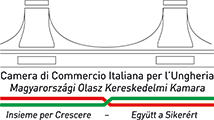 Camera di Commercio Italiana per l'Ungheria
Magyarországi Olasz Kereskedelmi Kamara
Insieme per Crescere – Együtt a Sikerért